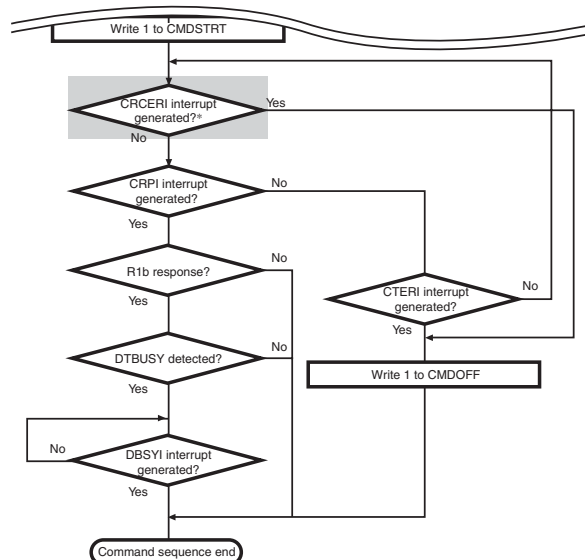 Write 1 to CMDSTRT
CRCERI interrupt
generated?*
Yes
No
CRPI interrupt
generated?
No
Yes
R1b response?
No
Yes
CTERI interrupt
generated?
No
Yes
DTBUSY detected?
No
Yes
Write 1 to CMDOFF
DBSYI interrupt
generated?
No
Yes
Command sequence end